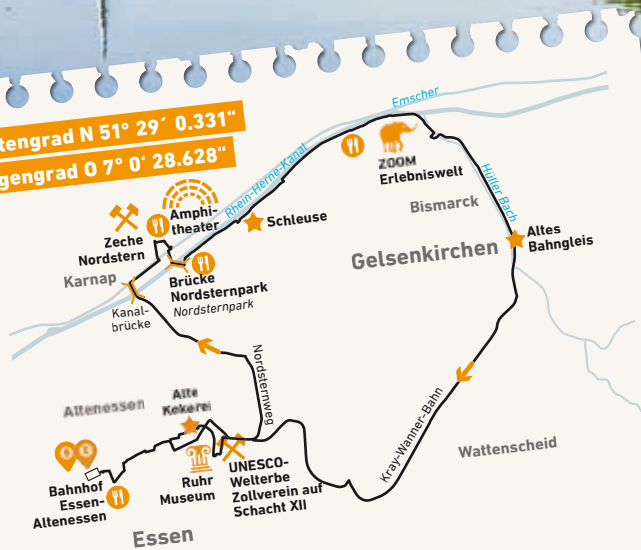 tengrad N 51° 29´ 0.331“
gengrad O 7° 0‘ 28.628“
Emscher
ZOOM
Erlebniswelt
Rhein-Herne-Kanal
Hüller Bach
Bismarck
Amphi-
theater
Schleuse
Zeche
Nordstern
Altes
Bahngleis
Gelsenkirchen
Karnap
Brücke
Nordsternpark
Nordsternpark
Kanal-
brücke
Nordsternweg
Alte
Kokerei
Altenessen
Kray-Wanner-Bahn
Wattenscheid
UNESCO-
Welterbe
Zollverein auf
Schacht XII
Ruhr
Museum
Bahnhof
Essen-
Altenessen
Essen